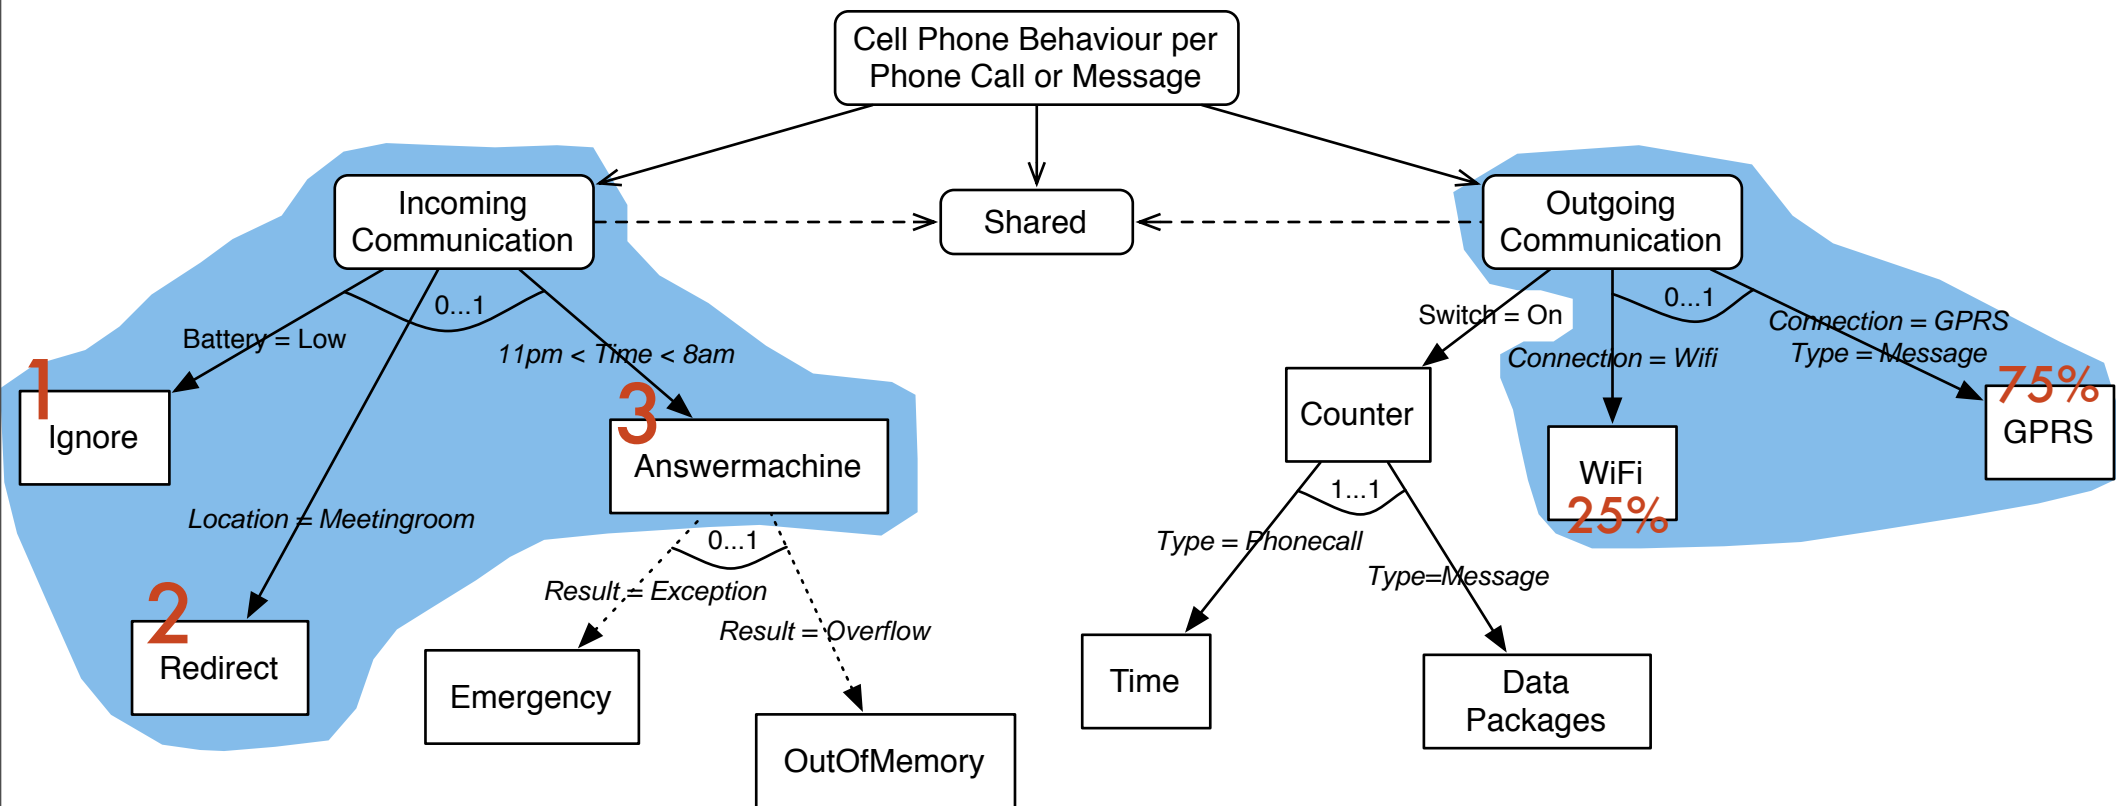 Cell Phone Behaviour per
Phone Call or Message
Incoming
Communication
Shared
Outgoing
Communication
0...1
0...1
Battery = Low
11pm < Time < 8am
Switch = On
Connection = Wifi
Connection = GPRS
Type = Message
1
Ignore
3
Answermachine
Counter
WiFi
25%
75%
GPRS
Location = Meetingroom
0...1
1...1
Type = Phonecall
Type=Message
Result = Exception
Result = Overflow
2
Redirect
Emergency
OutOfMemory
Time
Data
Packages